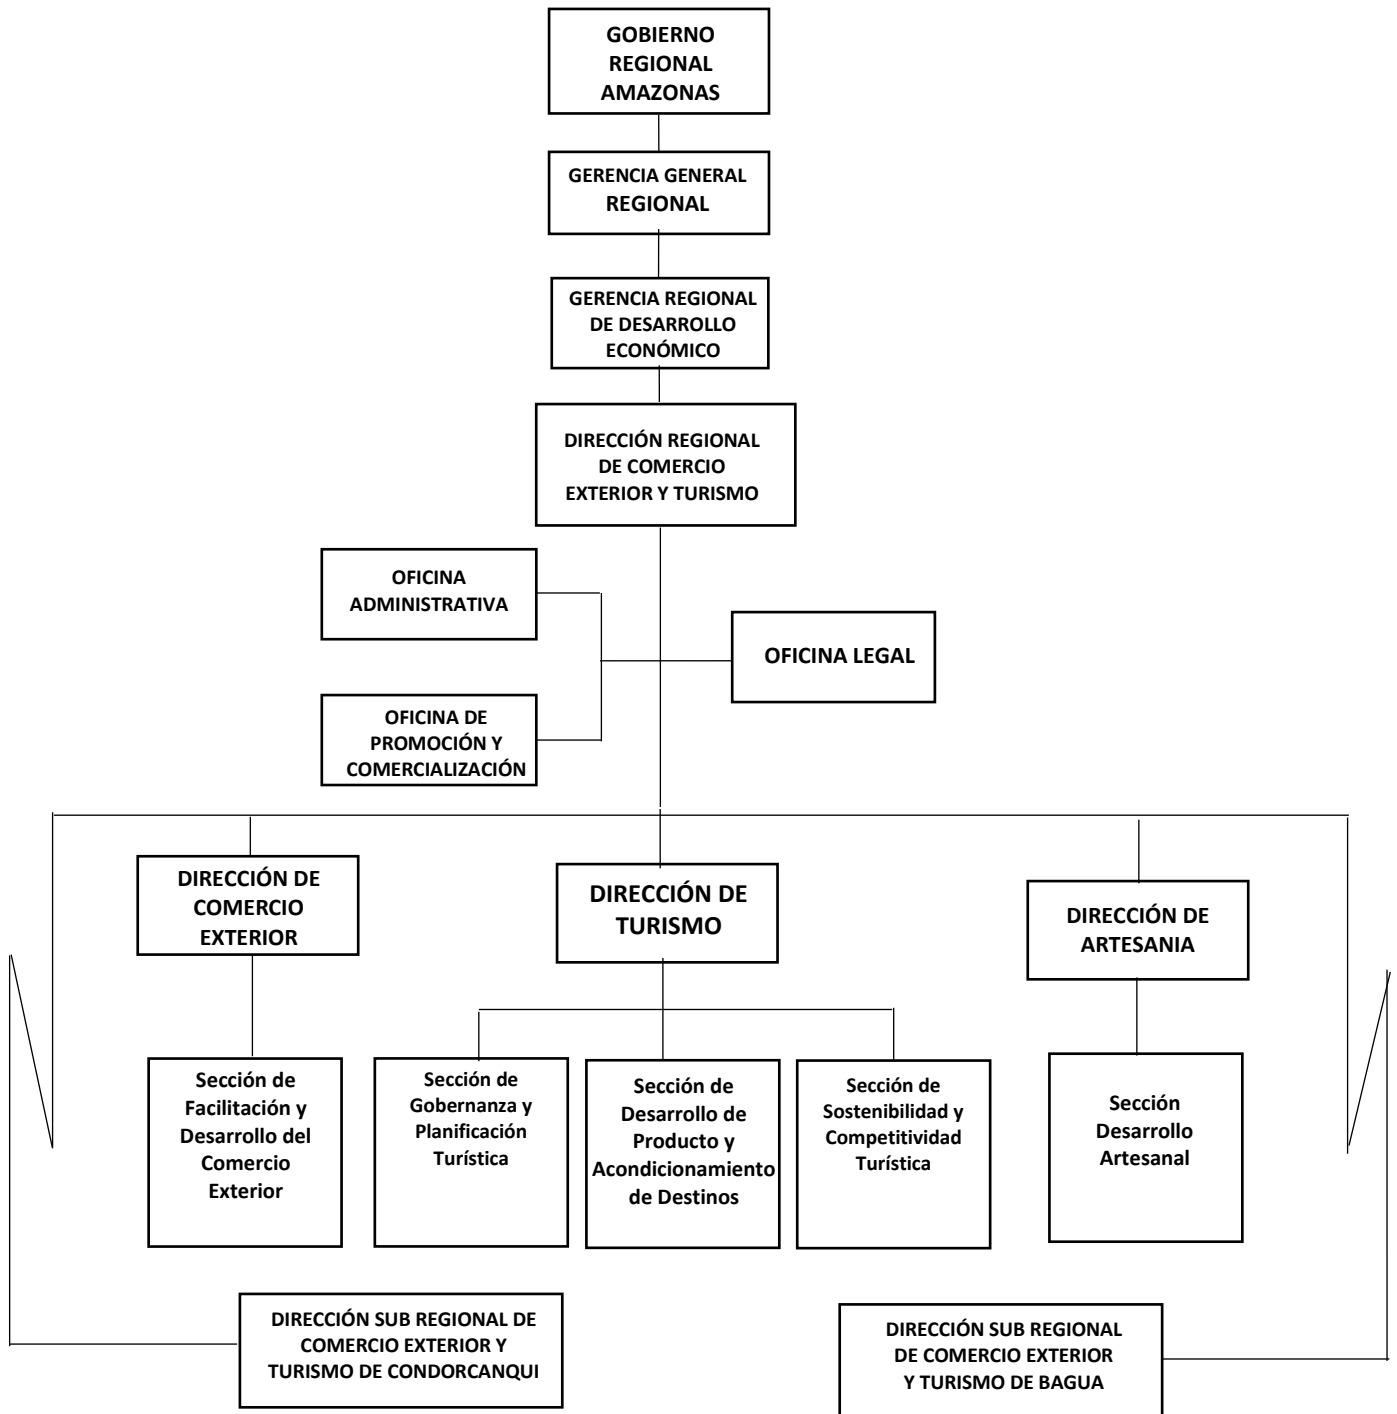 GOBIERNO
REGIONAL
AMAZONAS
GERENCIA GENERAL
REGIONAL
GERENCIA REGIONAL
DE DESARROLLO
ECONÓMICO
DIRECCIÓN REGIONAL
DE COMERCIO
EXTERIOR Y TURISMO
OFICINA
ADMINISTRATIVA
OFICINA LEGAL
OFICINA DE
PROMOCIÓN Y
COMERCIALIZACIÓN
DIRECCIÓN DE
COMERCIO
EXTERIOR
DIRECCIÓN DE
TURISMO
DIRECCIÓN DE
ARTESANIA
Sección de
Facilitación y
Desarrollo del
Comercio
Exterior
Sección de
Gobernanza y
Planificación
Turística
Sección de
Desarrollo de
Producto y
Acondicionamiento
de Destinos
Sección de
Sostenibilidad y
Competitividad
Turística
Sección
Desarrollo
Artesanal
DIRECCIÓN SUB REGIONAL DE
COMERCIO EXTERIOR Y
TURISMO DE CONDORCANQUI
DIRECCIÓN SUB REGIONAL
DE COMERCIO EXTERIOR
Y TURISMO DE BAGUA